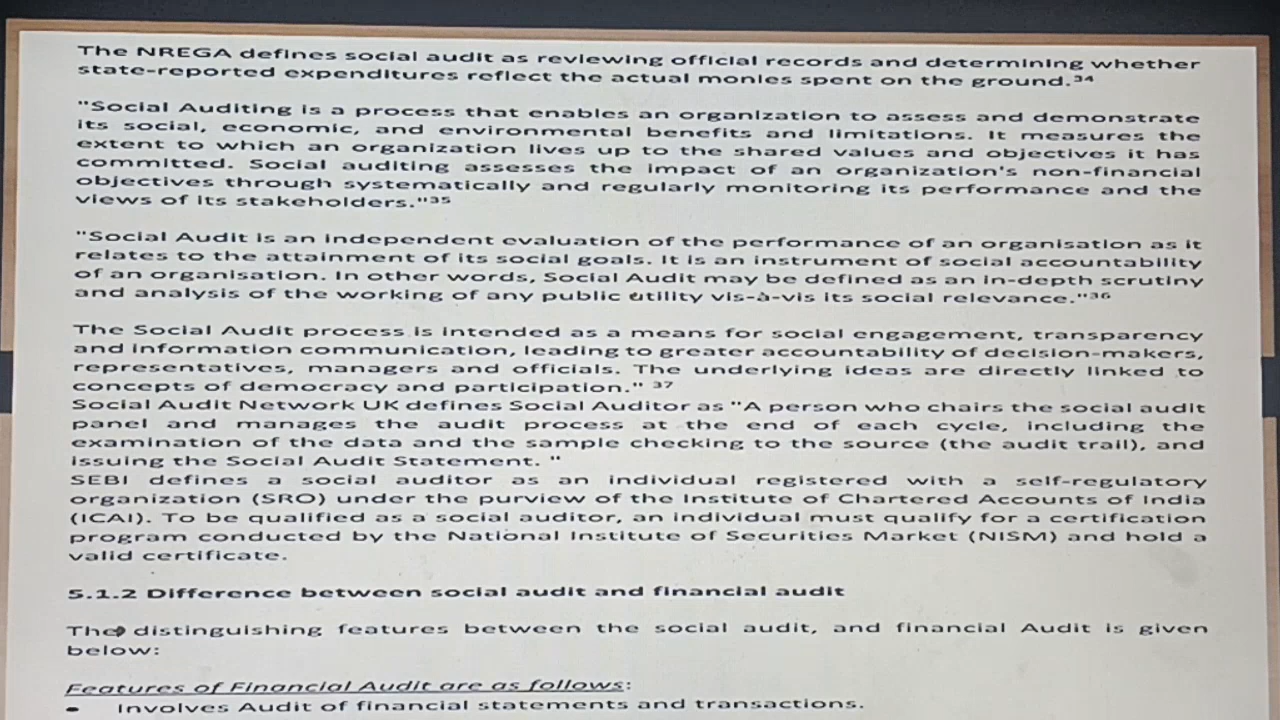 The NREGA defines social audit as reviewing official records and determining whether
state-reported expenditures reflect the actual monies spent on the ground.34
"Social Auditing is a process that enables an organization to assess and demonstrate
its social, economic, and environmental benefits and limitations. It measures the
extent to which an organization lives up to the shared values and objectives it has
committed. Social auditing assesses the impact of an organization's non-financial
objectives through systematically and regularly monitoring its performance and the
views of its stakeholders."35
"Social Audit is an independent evaluation of the performance of an organisation as it
relates to the attainment of its social goals. It is an instrument of social accountability
of an organisation. In other words, Social Audit may be defined as an in-depth scrutiny
and analysis of the working of any public utility vis-à-vis its social relevance."36
The Social Audit process is intended as a means for social engagement, transparency
and information communication, leading to greater accountability of decision-makers,
representatives, managers and officials. The underlying ideas are directly linked to
concepts of democracy and participation." 37
Social Audit Network UK defines Social Auditor as "A person who chairs the social audit
panel and manages the audit process at the end of each cycle, including the
examination of the data and the sample checking to the source (the audit trail), and
issuing the Social Audit Statement. "
SEBI defines a social auditor as an individual registered with a self-regulatory
organization (SRO) under the purview of the Institute of Chartered Accounts of India
(ICAI). To be qualified as a social auditor, an individual must qualify for a certification
program conducted by the National Institute of Securities Market (NISM) and hold a
valid certificate.
5.1.2 Difference between social audit and financial audit
The distinguishing features between the social audit, and financial Audit is given
below:
Features of Financial Audit are as follows:
• Involves Audit of financial statements and transactions.